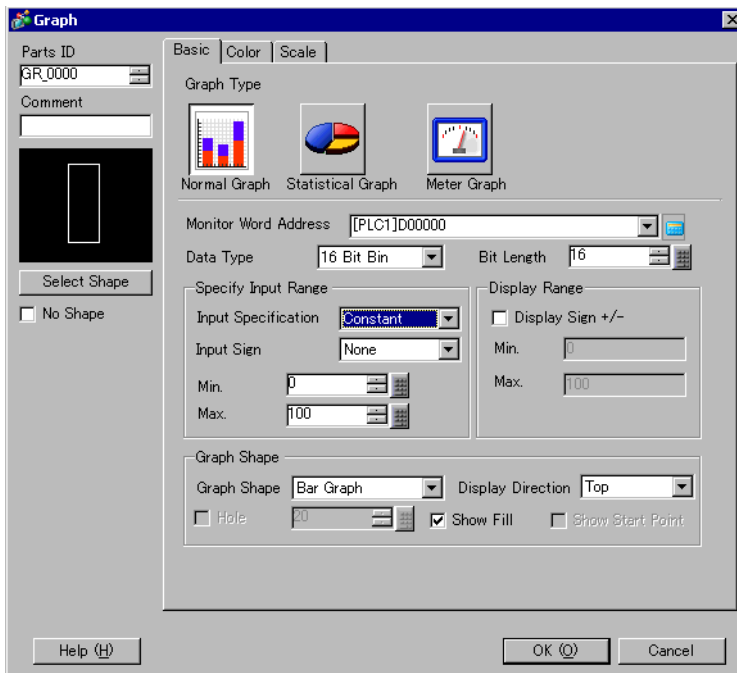 Graph
Parts ID
GR_0000
Comment
Select Shape
No Shape
Basic Color Scale
Graph Type
Normal Graph Statistical Graph Meter Graph
Monitor Word Address [PLC1]D00000
Data Type 16 Bit Bin Bit Length 16
Specify Input Range
Input Specification Constant
Input Sign None
Min. 0
Max. 100
Display Range
Display Sign +/-
Min. 0
Max. 100
Graph Shape
Graph Shape Bar Graph Display Direction Top
Hole 20 Show Fill Show Start Point
Help (H) OK (O) Cancel